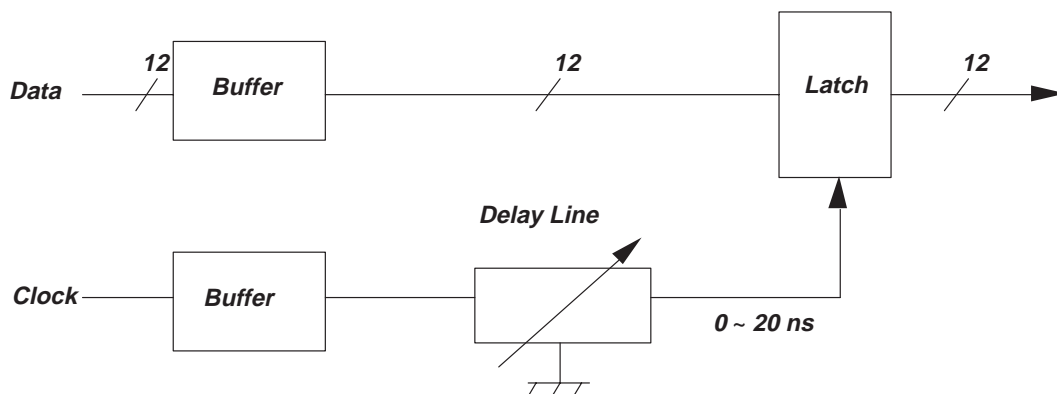 12
12
12
Data
Buffer
Latch
Delay Line
Clock
Buffer
0 ~ 20 ns